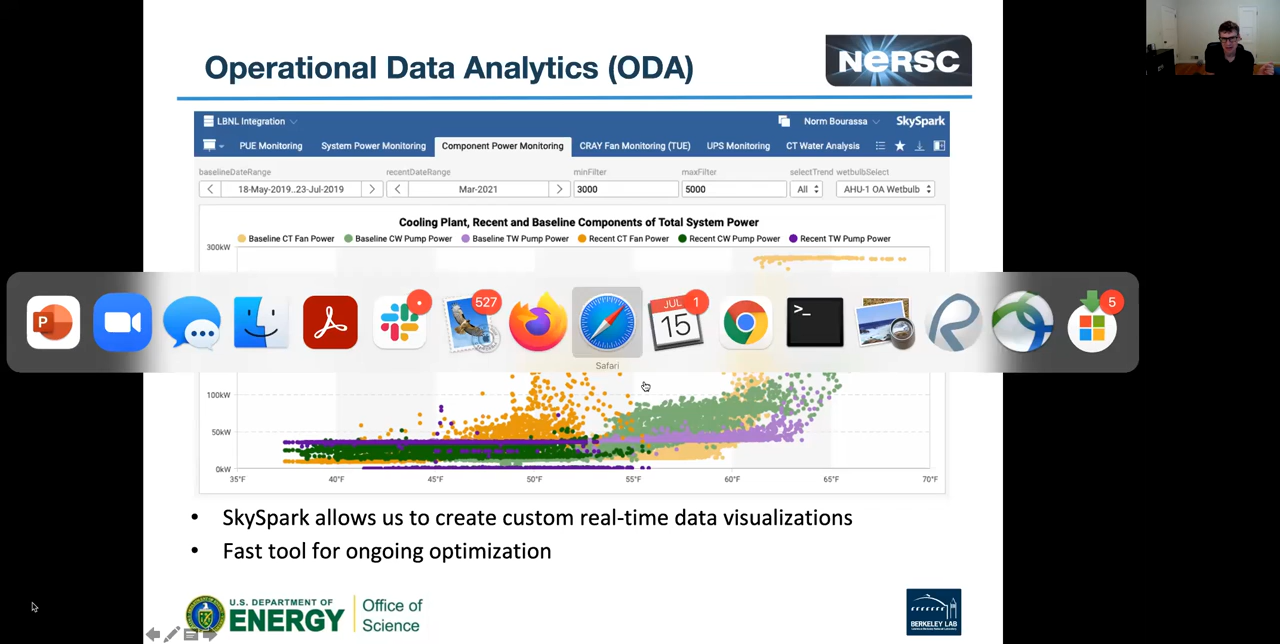 Operational Data Analytics (ODA)
NERSC
LBNL Integration
Norm Bourassa
SkySpark
PUE Monitoring
System Power Monitoring
Component Power Monitoring
CRAY Fan Monitoring (TUE)
UPS Monitoring
CT Water Analysis
baselineDateRange
recentDateRange
minFilter
maxFilter
selectTrend
wetbulbSelect
18-May-2019..23-Jul-2019
Mar-2021
3000
5000
All
AHU-1 OA Wetbulb
Cooling Plant, Recent and Baseline Components of Total System Power
Baseline CT Fan Power
Baseline CW Pump Power
Baseline TW Pump Power
Recent CT Fan Power
Recent CW Pump Power
Recent TW Pump Power
300kW
P
527
JUL
1
15
>_
5
Safari
100kW
50kW
0kW
35°F
40°F
45°F
50°F
55°F
60°F
65°F
70°F
• SkySpark allows us to create custom real-time data visualizations
• Fast tool for ongoing optimization
U.S. DEPARTMENT OF
ENERGY
Office of
Science
BERKELEY LAB